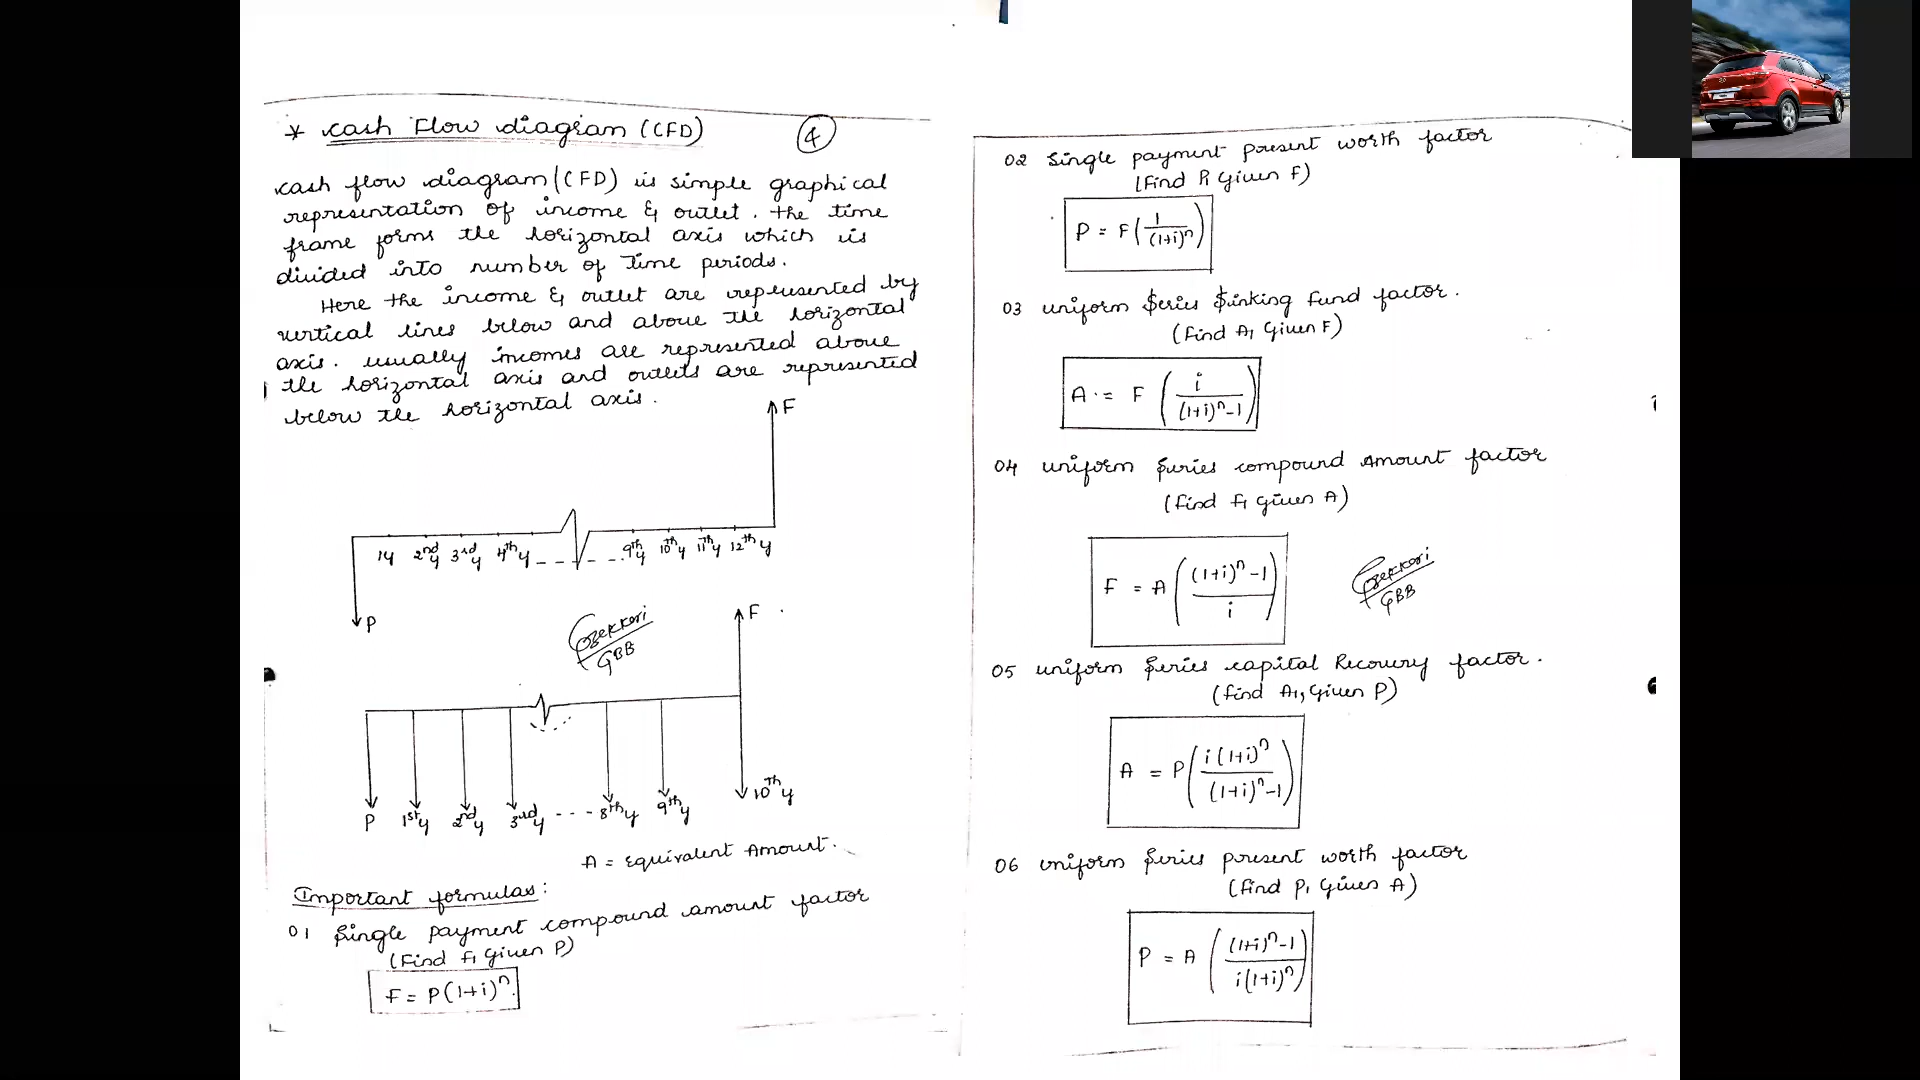 * Cash Flow diagram (CFD)
4
Cash flow diagram (CFD) is simple graphical
representation of income & outlet. The time
frame forms the horizontal axis which is
divided into number of Time periods.
Here the income & outlet are represented by
vertical lines below and above the horizontal
axis. usually incomes are represented above
the horizontal axis and outlets are represented
below the horizontal axis.
F
1y 2nd y 3rd y 4th y - - - - - - 9th y 10th y 11th y 12th y
P
F
GBB
P 1st y 2nd y 3rd y - - - 8th y 9th y 10th y
A = Equivalent Amount.
Important formulas:
01 Single payment compound amount factor
(Find F, Given P)
F = P(1+i)^n
02 Single payment present worth factor
(Find P, Given F)
P = F(1/(1+i)^n)
03 uniform Series Sinking Fund factor.
(Find A, Given F)
A = F (i/((1+i)^n-1))
04 uniform Series compound Amount factor
(Find F, Given A)
F = A (((1+i)^n-1)/i)
GBB
05 uniform Series capital Recovery factor.
(Find A, Given P)
A = P(i(1+i)^n/((1+i)^n-1))
06 uniform Series present worth factor
(Find P, Given A)
P = A (((1+i)^n-1)/(i(1+i)^n))